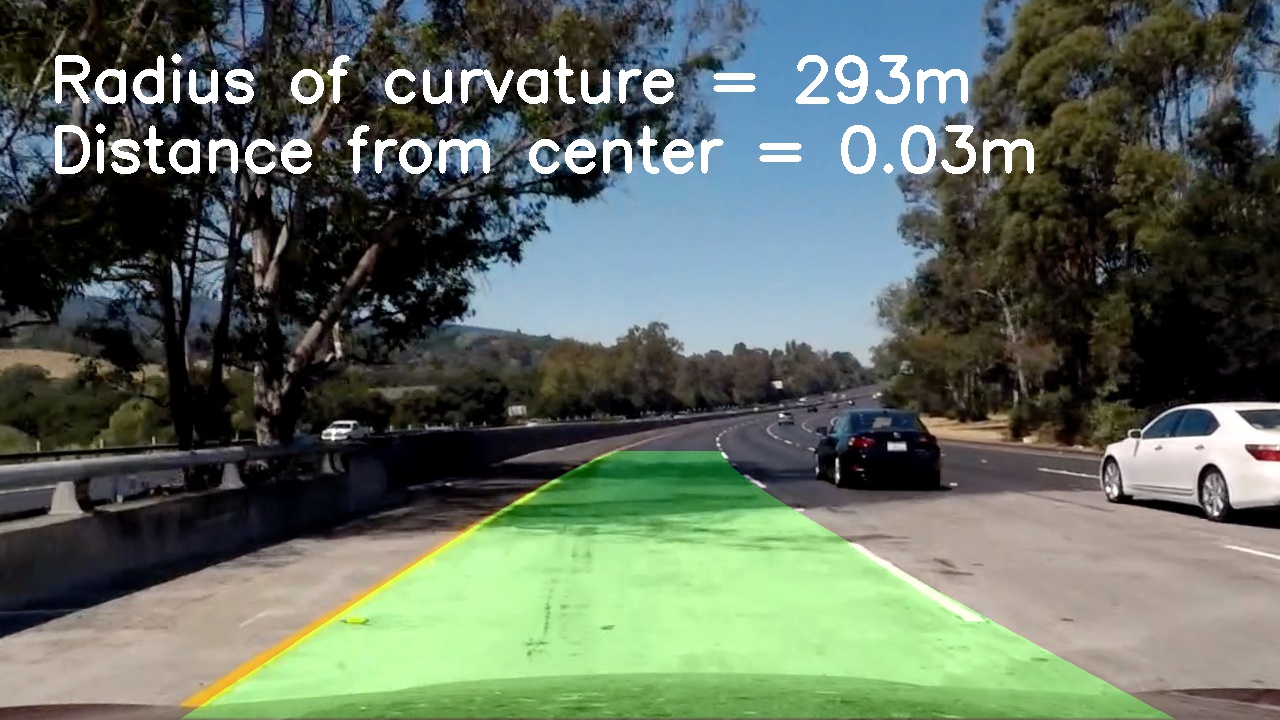 Radius of curvature = 293m
Distance from center = 0.03m